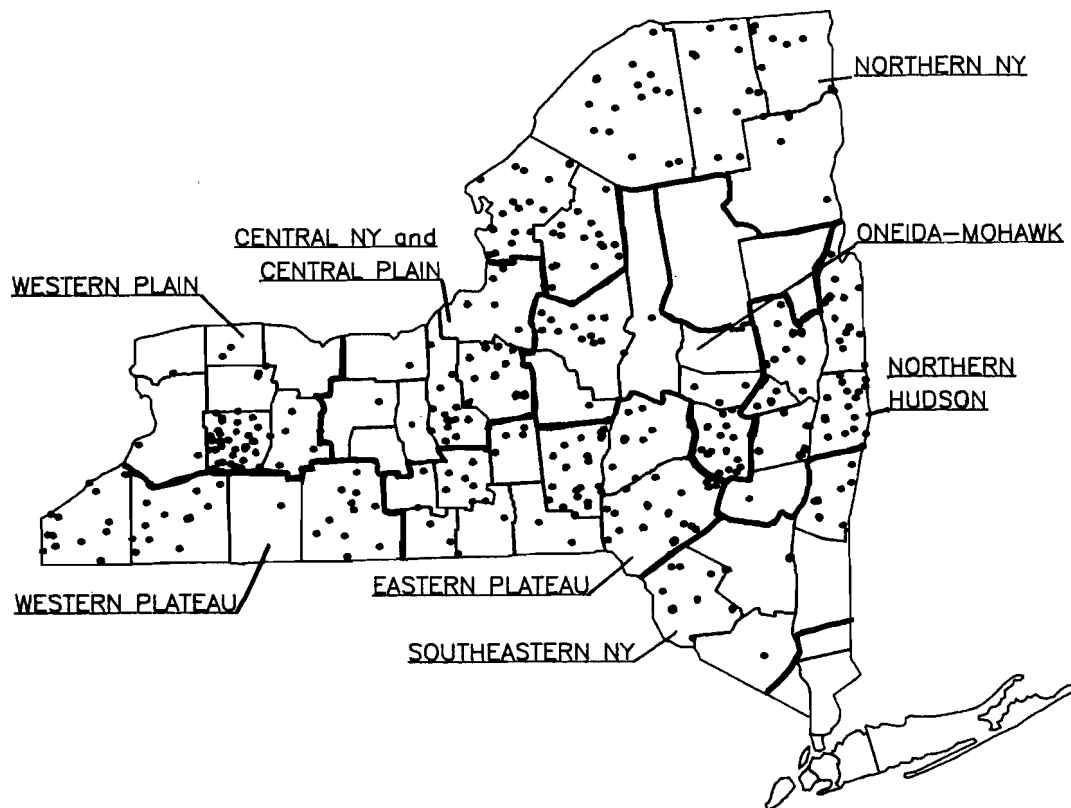 NORTHERN NY
ONEIDA-MOHAWK
CENTRAL NY and
CENTRAL PLAIN
WESTERN PLAIN
NORTHERN
HUDSON
EASTERN PLATEAU
WESTERN PLATEAU
SOUTHEASTERN NY